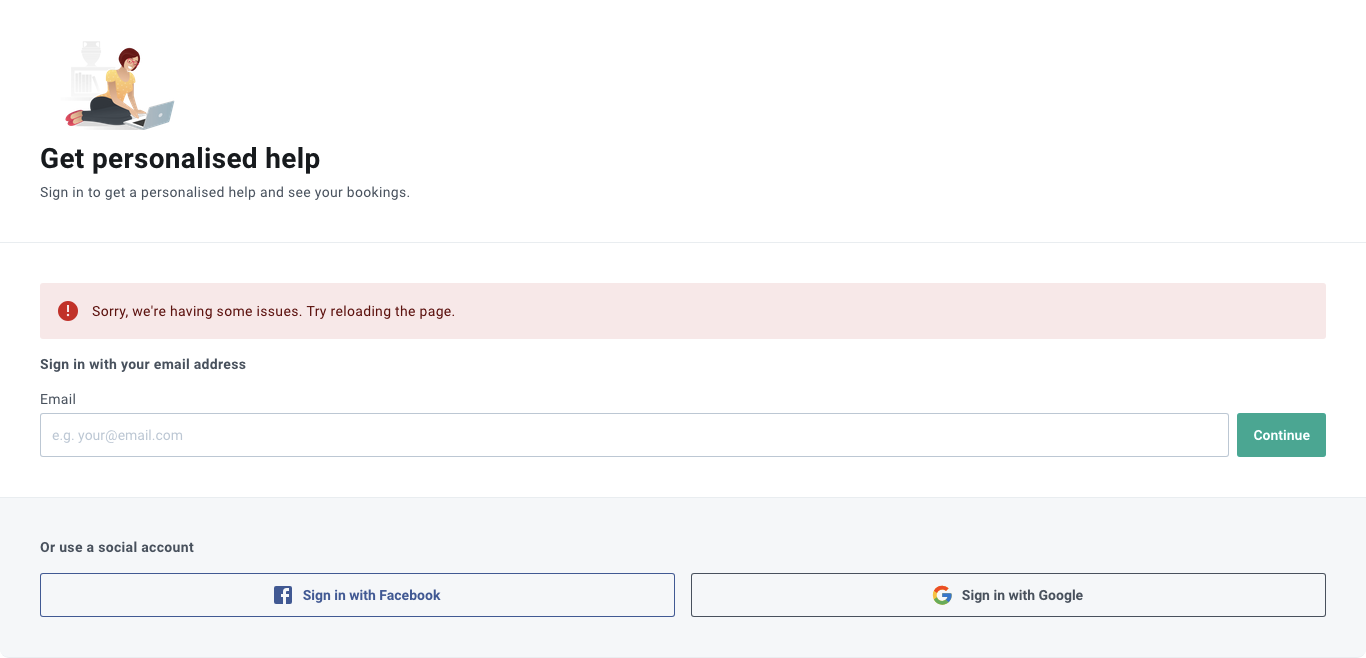 Get personalised help
Sign in to get a personalised help and see your bookings.
Sorry, we're having some issues. Try reloading the page.
Sign in with your email address
Email
e.g. your@email.com
Continue
Or use a social account
Sign in with Facebook
Sign in with Google